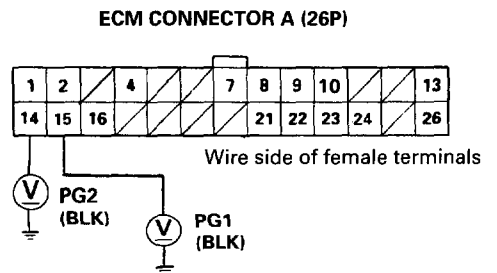 ECM CONNECTOR A (26P)
1 2 4 7 8 9 10 13
14 15 16 21 22 23 24 26
Wire side of female terminals
V PG2
(BLK)
V PG1
(BLK)